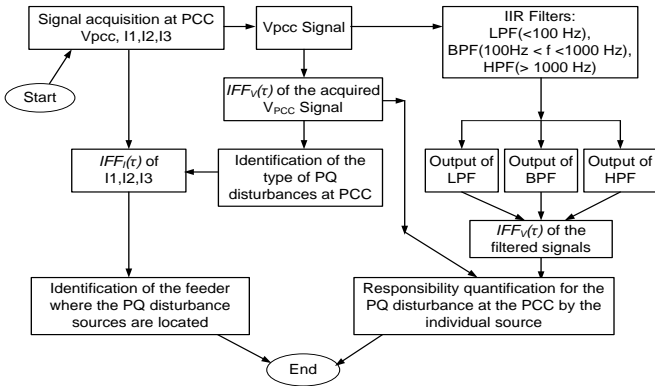 Signal acquisition at PCC
Vpcc, I1,I2,I3
Vpcc Signal
IIR Filters:
LPF(<100 Hz),
BPF(100Hz < f <1000 Hz),
HPF(> 1000 Hz)
Start
IFFV(τ) of the acquired
VPCC Signal
IFFI(τ) of
I1,I2,I3
Identification of the
type of PQ
disturbances at PCC
Output of
LPF
Output of
BPF
Output of
HPF
IFFV(τ) of the
filtered signals
Identification of the feeder
where the PQ disturbance
sources are located
Responsibility quantification for the
PQ disturbance at the PCC by the
individual source
End